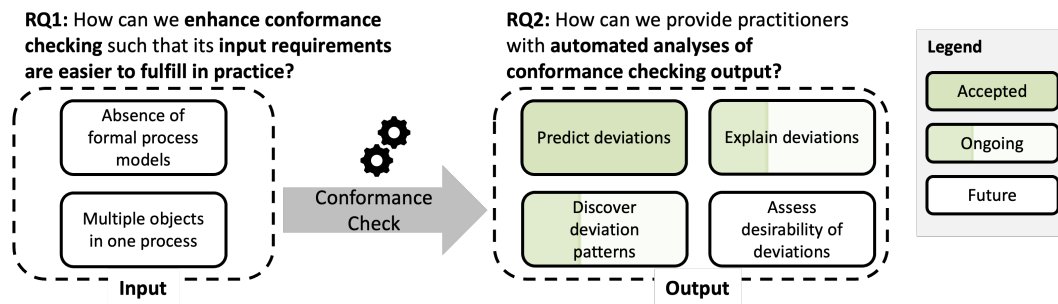 RQ1: How can we enhance conformance
checking such that its input requirements
are easier to fulfill in practice?
Absence of
formal process
models
Multiple objects
in one process
Input
Conformance
Check
RQ2: How can we provide practitioners
with automated analyses of
conformance checking output?
Predict deviations
Explain deviations
Discover
deviation
patterns
Assess
desirability of
deviations
Output
Legend
Accepted
Ongoing
Future